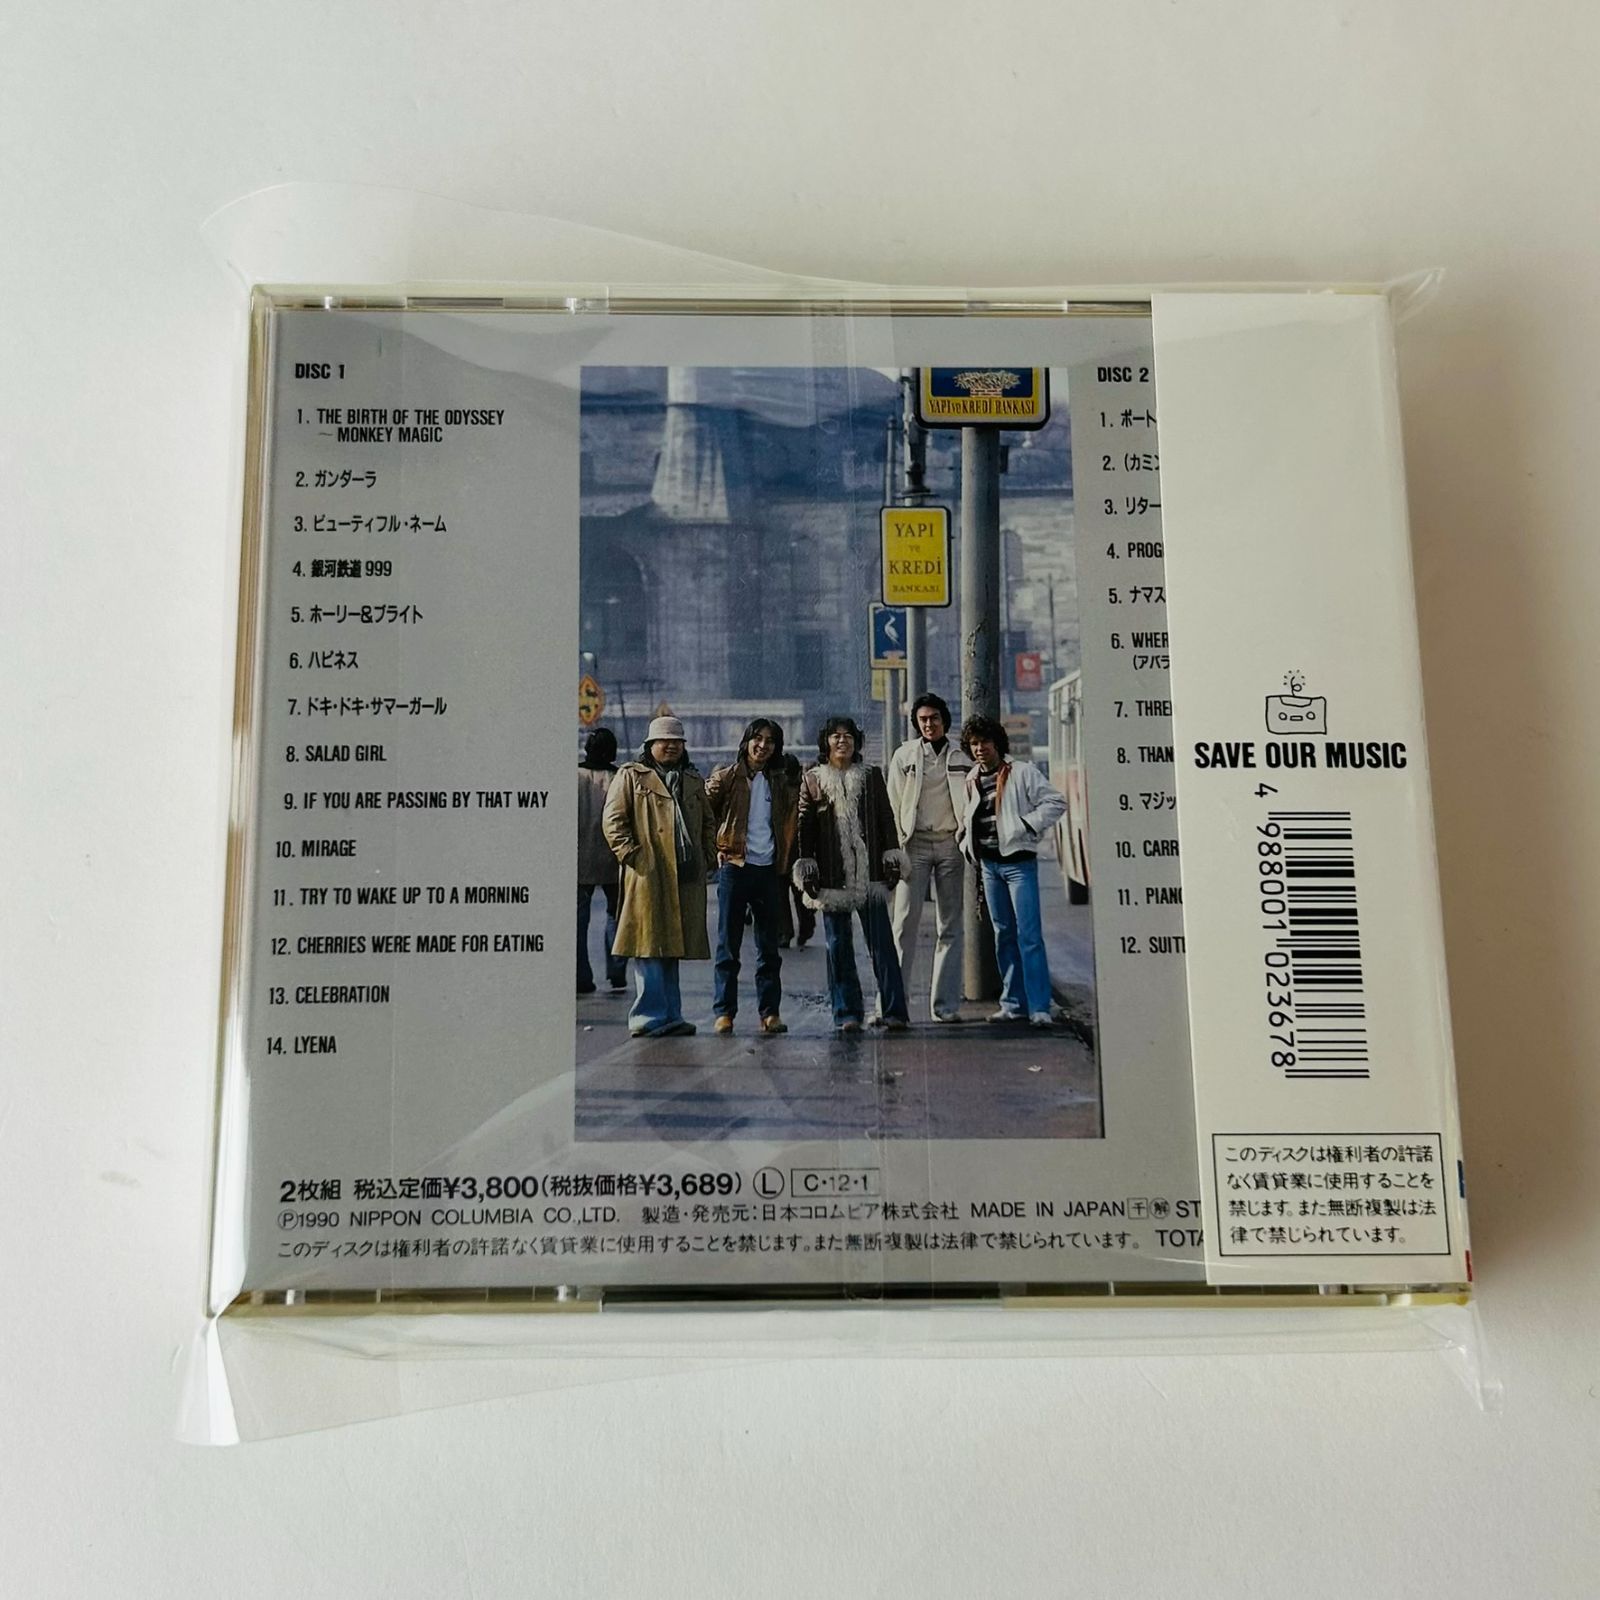 DISC 1
1. THE BIRTH OF THE ODYSSEY
～MONKEY MAGIC
2. ガンダーラ
3. ビューティフル・ネーム
4. 銀河鉄道999
5. ホーリー&ブライト
6. ハピネス
7. ドキ・ドキ・サマーガール
8. SALAD GIRL
9. IF YOU ARE PASSING BY THAT WAY
10. MIRAGE
11. TRY TO WAKE UP TO A MORNING
12. CHERRIES WERE MADE FOR EATING
13. CELEBRATION
14. LYENA
YAPI ve KREDİ BANKASI
YAPI
ve
KREDİ
BANKASI
DISC 2
1. ポート
2. (カミン
3. リター
4. PROG
5. ナマス
6. WHER
(アバラ
7. THREE
8. THAN
9. マジッ
10. CARR
11. PIANO
12. SUIT
SAVE OUR MUSIC
4 988001 023678
このディスクは権利者の許諾
なく賃貸業に使用することを
禁じます。また無断複製は法
律で禁じられています。
2枚組 税込定価¥3,800(税抜価格¥3,689) Ⓛ C・12・1
Ⓟ1990 NIPPON COLUMBIA CO.,LTD. 製造・発売元:日本コロムビア株式会社 MADE IN JAPAN 干 解 ST
このディスクは権利者の許諾なく賃貸業に使用することを禁じます。また無断複製は法律で禁じられています。 TOTA